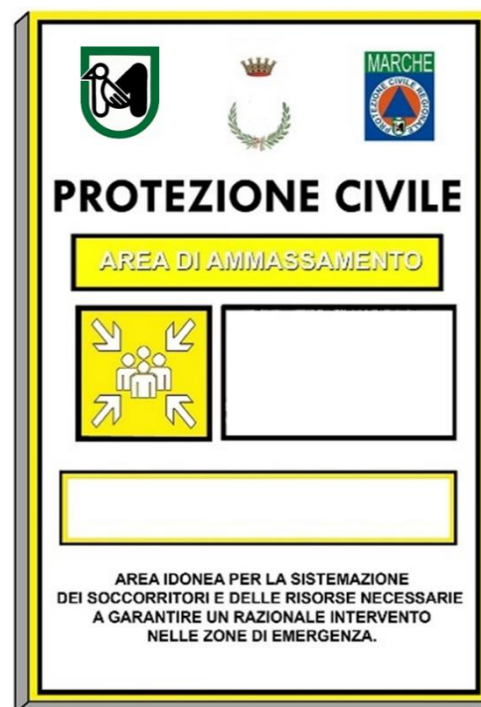 MARCHE
PROTEZIONE CIVILE REGIONALE
PROTEZIONE CIVILE
AREA DI AMMASSAMENTO
AREA IDONEA PER LA SISTEMAZIONE
DEI SOCCORRITORI E DELLE RISORSE NECESSARIE
A GARANTIRE UN RAZIONALE INTERVENTO
NELLE ZONE DI EMERGENZA.